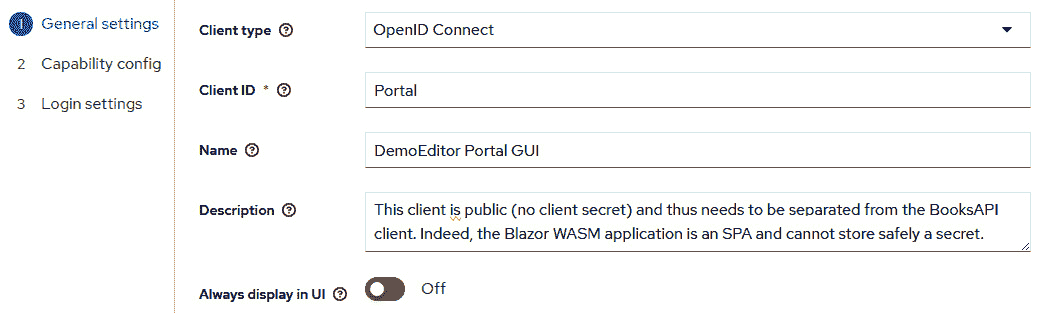 1 General settings
2 Capability config
3 Login settings
Client type
OpenID Connect
Client ID *
Portal
Name
DemoEditor Portal GUI
Description
This client is public (no client secret) and thus needs to be separated from the BooksAPI
client. Indeed, the Blazor WASM application is an SPA and cannot store safely a secret.
Always display in UI
Off